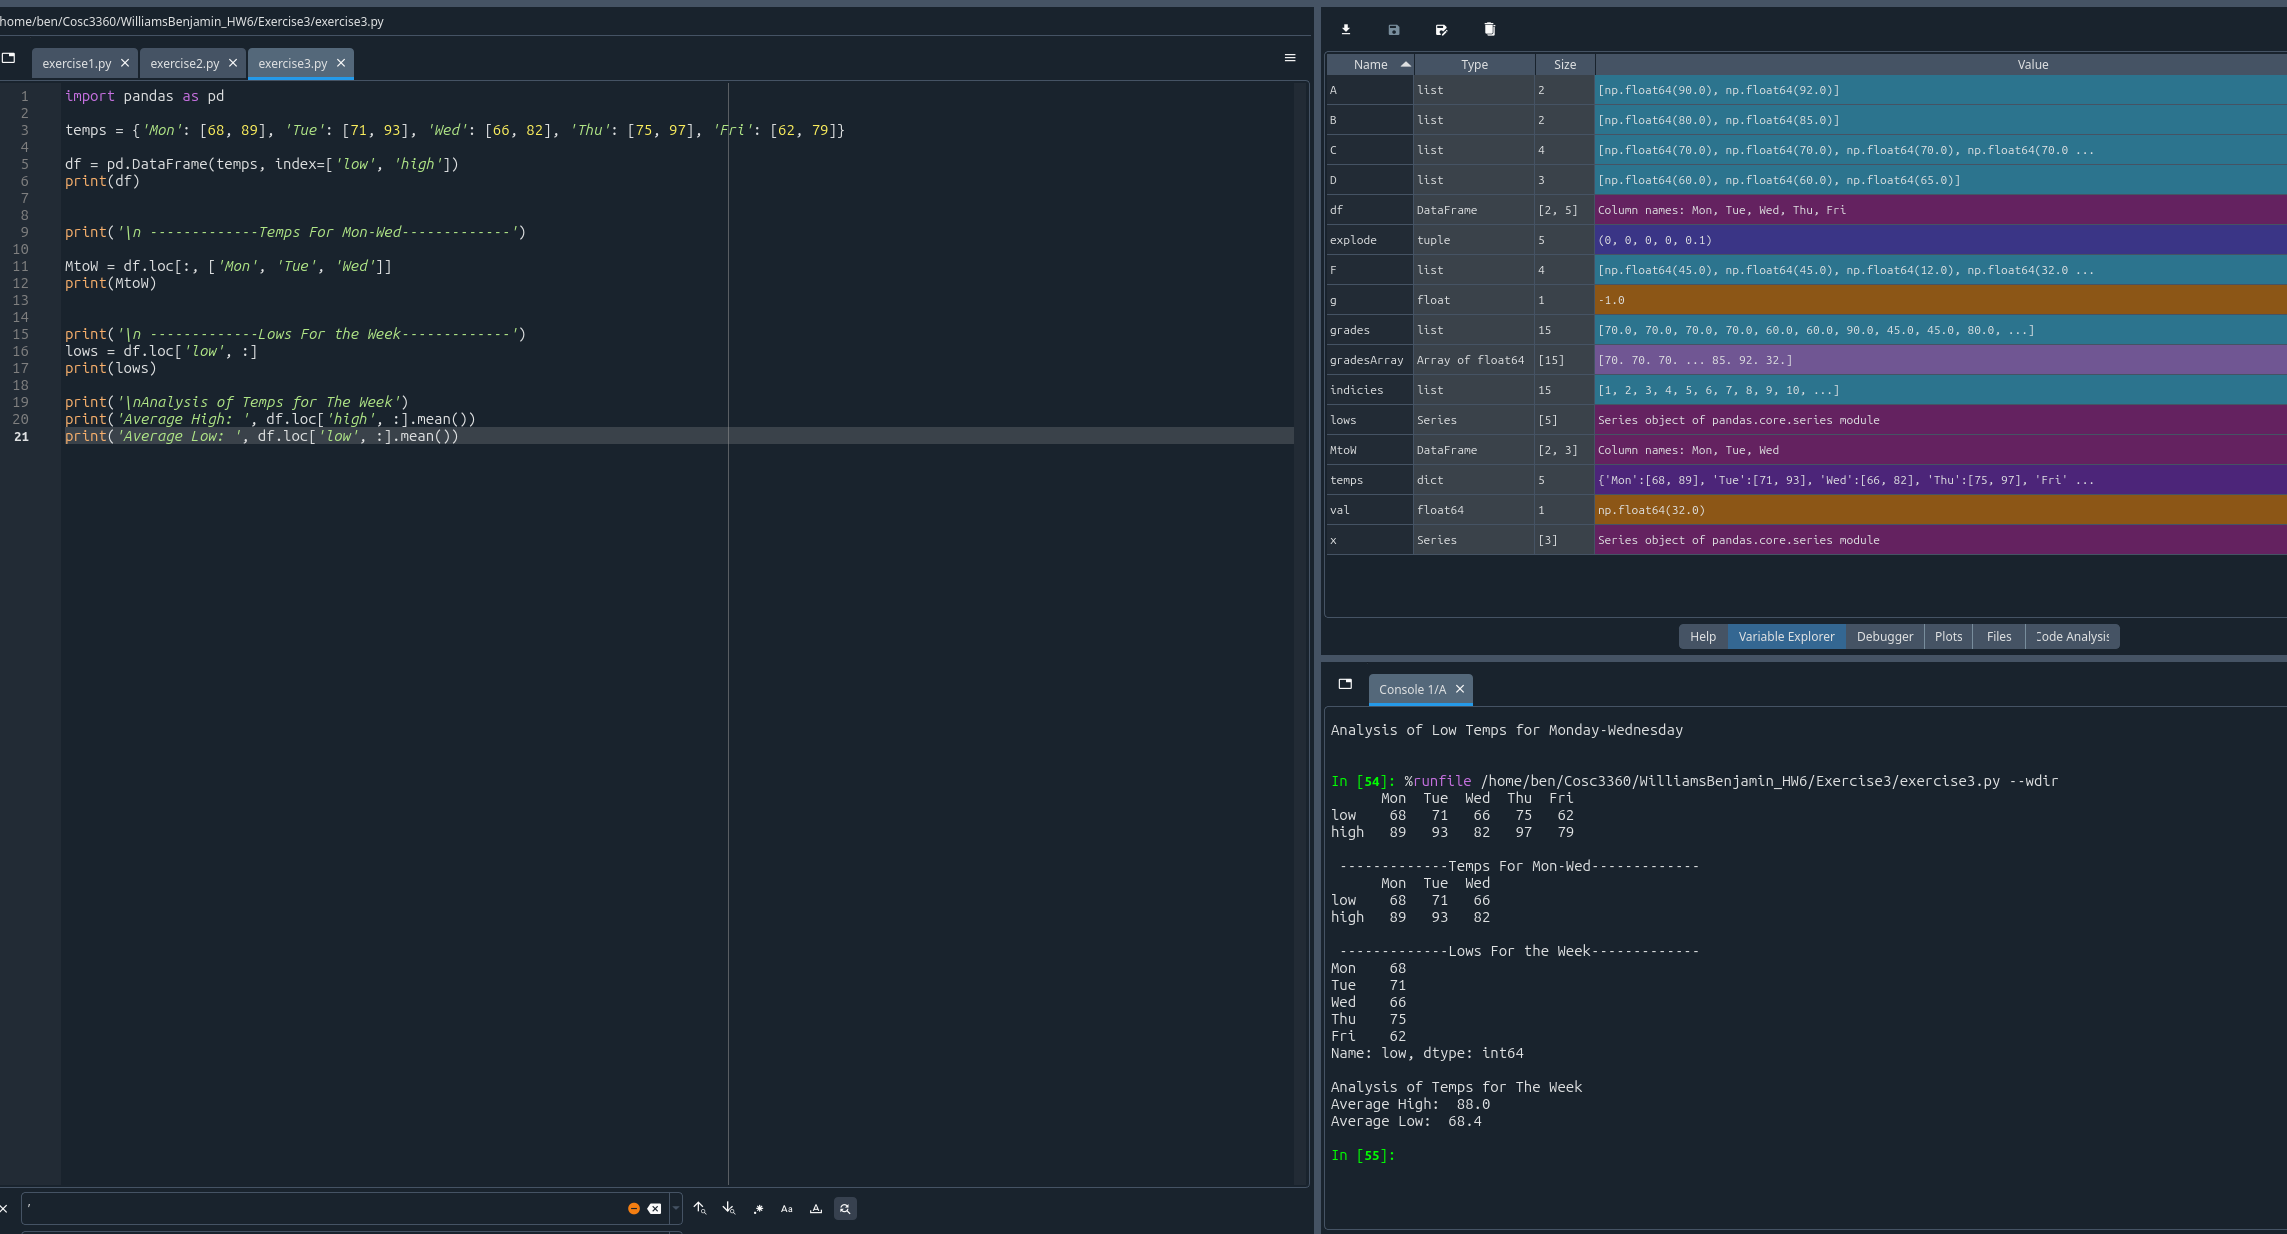 home/ben/Cosc3360/WilliamsBenjamin_HW6/Exercise3/exercise3.py
exercise1.py
exercise2.py
exercise3.py
1 import pandas as pd
2
3 temps = {'Mon': [68, 89], 'Tue': [71, 93], 'Wed': [66, 82], 'Thu': [75, 97], 'Fri': [62, 79]}
4
5 df = pd.DataFrame(temps, index=['low', 'high'])
6 print(df)
7
8
9 print('\n -------------Temps For Mon-Wed-------------')
10
11 MtoW = df.loc[:, ['Mon', 'Tue', 'Wed']]
12 print(MtoW)
13
14
15 print('\n -------------Lows For the Week-------------')
16 lows = df.loc['low', :]
17 print(lows)
18
19 print('\nAnalysis of Temps for The Week')
20 print('Average High: ', df.loc['high', :].mean())
21 print('Average Low: ', df.loc['low', :].mean())
'
Aa
Name Type Size Value
A list 2 [np.float64(90.0), np.float64(92.0)]
B list 2 [np.float64(80.0), np.float64(85.0)]
C list 4 [np.float64(70.0), np.float64(70.0), np.float64(70.0), np.float64(70.0 ...
D list 3 [np.float64(60.0), np.float64(60.0), np.float64(65.0)]
df DataFrame [2, 5] Column names: Mon, Tue, Wed, Thu, Fri
explode tuple 5 (0, 0, 0, 0, 0.1)
F list 4 [np.float64(45.0), np.float64(45.0), np.float64(12.0), np.float64(32.0 ...
g float 1 -1.0
grades list 15 [70.0, 70.0, 70.0, 70.0, 60.0, 60.0, 90.0, 45.0, 45.0, 80.0, ...]
gradesArray Array of float64 [15] [70. 70. 70. ... 85. 92. 32.]
indicies list 15 [1, 2, 3, 4, 5, 6, 7, 8, 9, 10, ...]
lows Series [5] Series object of pandas.core.series module
MtoW DataFrame [2, 3] Column names: Mon, Tue, Wed
temps dict 5 {'Mon':[68, 89], 'Tue':[71, 93], 'Wed':[66, 82], 'Thu':[75, 97], 'Fri' ...
val float64 1 np.float64(32.0)
x Series [3] Series object of pandas.core.series module
Help Variable Explorer Debugger Plots Files Code Analysis
Console 1/A
Analysis of Low Temps for Monday-Wednesday
In [54]: %runfile /home/ben/Cosc3360/WilliamsBenjamin_HW6/Exercise3/exercise3.py --wdir
Mon Tue Wed Thu Fri
low 68 71 66 75 62
high 89 93 82 97 79
-------------Temps For Mon-Wed-------------
Mon Tue Wed
low 68 71 66
high 89 93 82
-------------Lows For the Week-------------
Mon 68
Tue 71
Wed 66
Thu 75
Fri 62
Name: low, dtype: int64
Analysis of Temps for The Week
Average High:  88.0
Average Low:  68.4
In [55]: